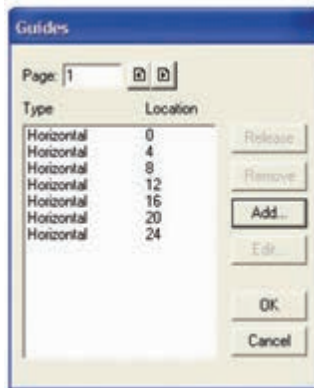 Guides
Page: 1
Type Location
Horizontal 0
Horizontal 4
Horizontal 8
Horizontal 12
Horizontal 16
Horizontal 20
Horizontal 24
Release
Remove
Add...
Edit...
OK
Cancel